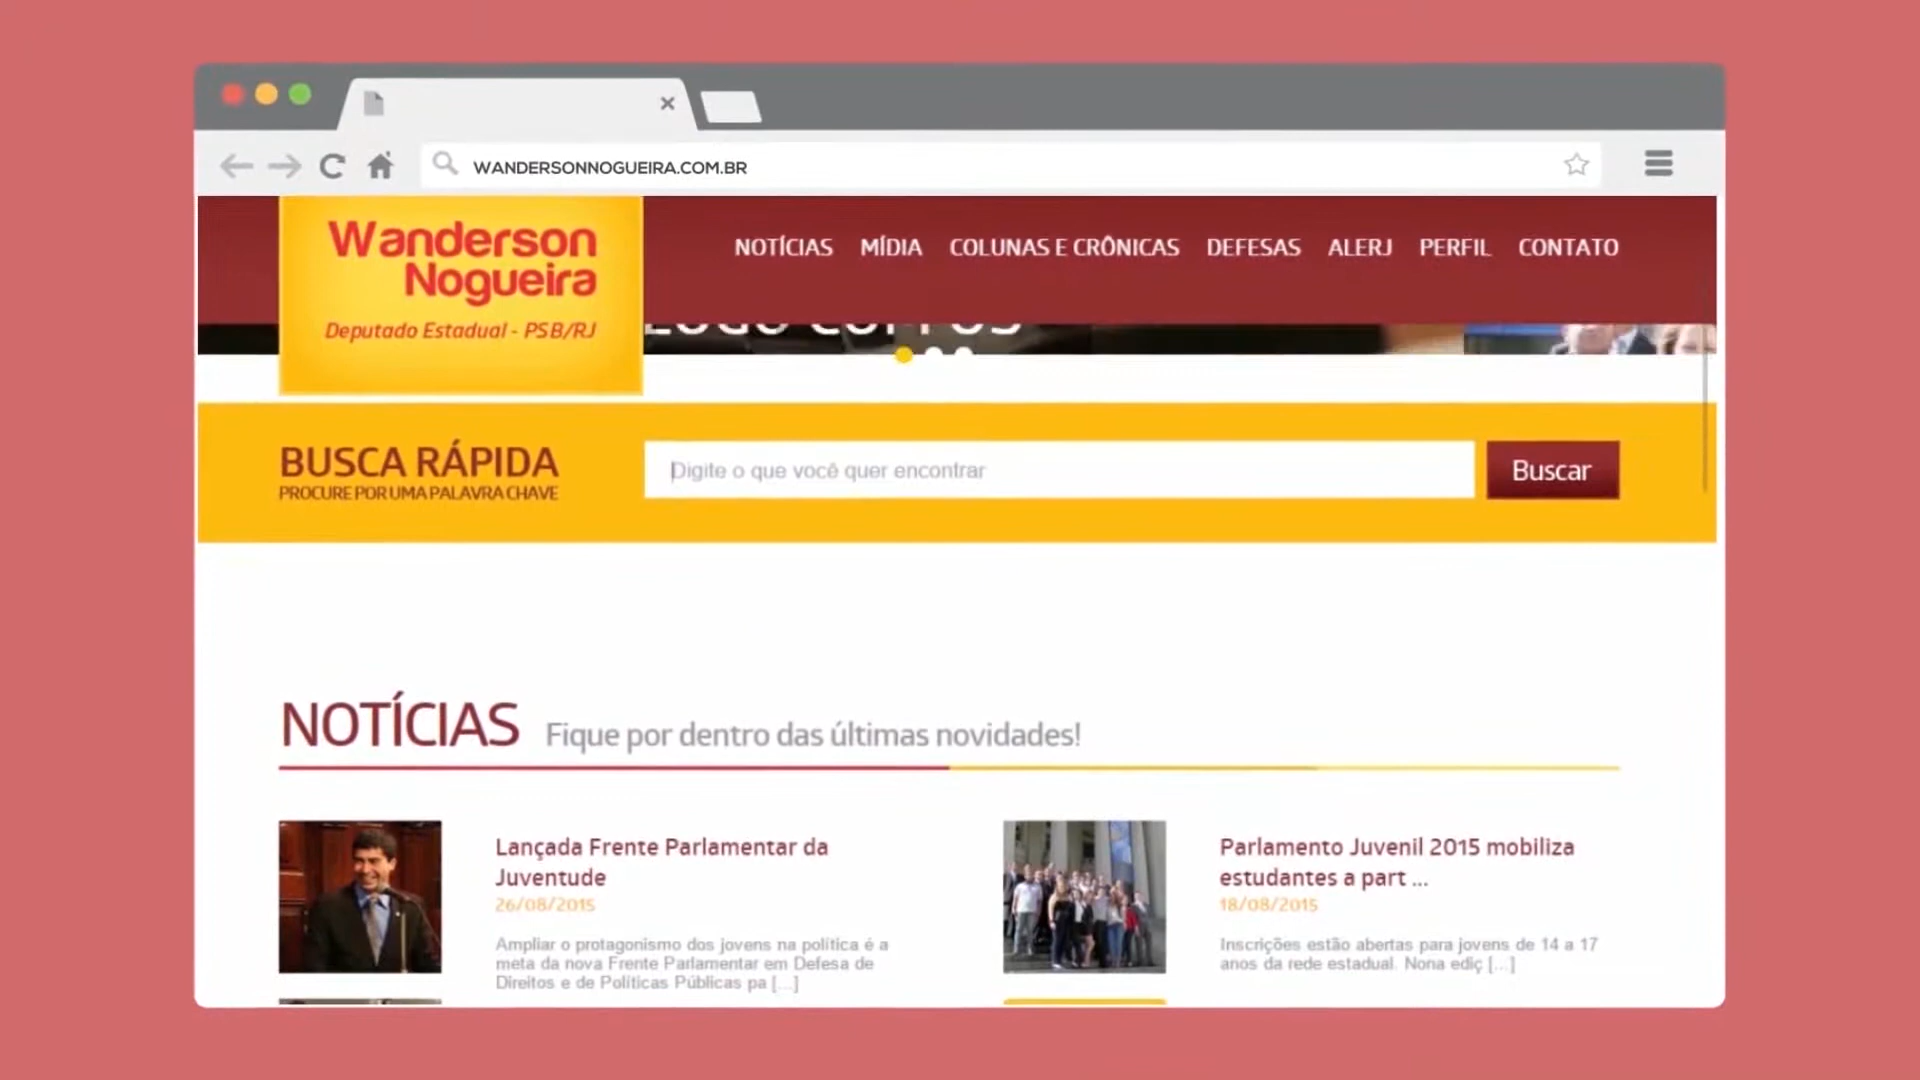 WANDERSONNOGUEIRA.COM.BR
Wanderson
Nogueira
Deputado Estadual - PSB/RJ
NOTÍCIAS MÍDIA COLUNAS E CRÔNICAS DEFESAS ALERJ PERFIL CONTATO
BUSCA RÁPIDA
PROCURE POR UMA PALAVRA CHAVE
Digite o que você quer encontrar
Buscar
NOTÍCIAS Fique por dentro das últimas novidades!
Lançada Frente Parlamentar da
Juventude
26/08/2015
Ampliar o protagonismo dos jovens na política é a
meta da nova Frente Parlamentar em Defesa de
Direitos e de Políticas Públicas pa [...]
Parlamento Juvenil 2015 mobiliza
estudantes a part ...
18/08/2015
Inscrições estão abertas para jovens de 14 a 17
anos da rede estadual. Nona ediç [...]